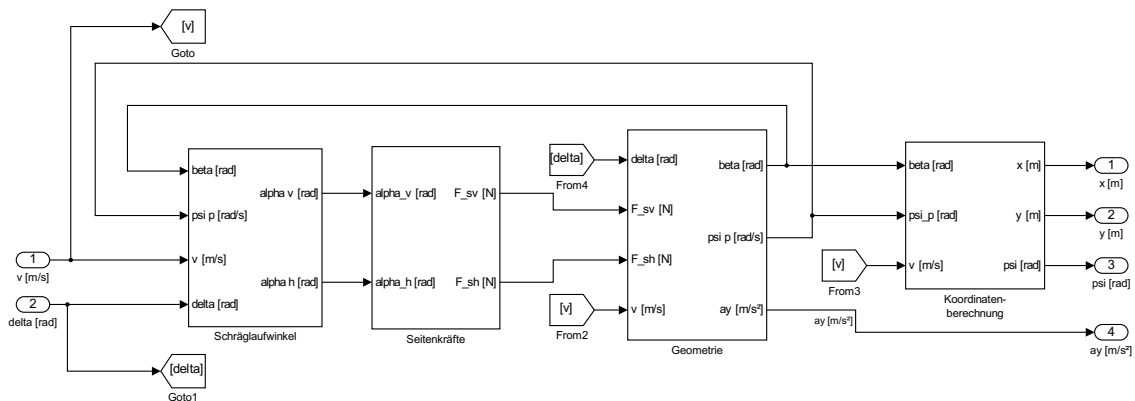 [v]
Goto
beta [rad]
psi p [rad/s]
v [m/s]
delta [rad]
alpha v [rad]
alpha h [rad]
Schräglaufwinkel
1
v [m/s]
2
delta [rad]
[delta]
Goto1
alpha_v [rad]
alpha_h [rad]
F_sv [N]
F_sh [N]
Seitenkräfte
[delta]
From4
[v]
From2
delta [rad]
F_sv [N]
F_sh [N]
v [m/s]
beta [rad]
psi p [rad/s]
ay [m/s²]
Geometrie
ay [m/s²]
[v]
From3
beta [rad]
psi_p [rad]
v [m/s]
x [m]
y [m]
psi [rad]
Koordinaten-
berechnung
1
x [m]
2
y [m]
3
psi [rad]
4
ay [m/s²]